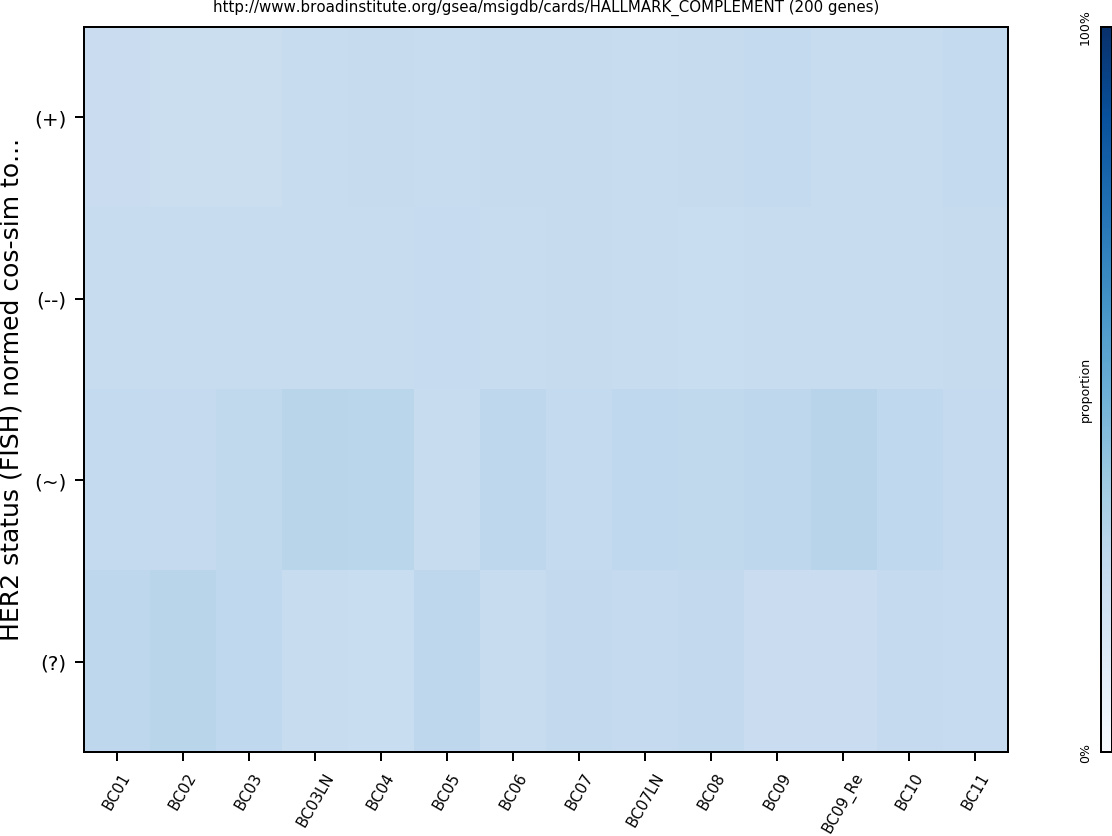 http://www.broadinstitute.org/gsea/msigdb/cards/HALLMARK_COMPLEMENT (200 genes)
HER2 status (FISH) normed cos-sim to...
(+)
(--)
(~)
(?)
BC01
BC02
BC03
BC03LN
BC04
BC05
BC06
BC07
BC07LN
BC08
BC09
BC09_Re
BC10
BC11
100%
proportion
0%